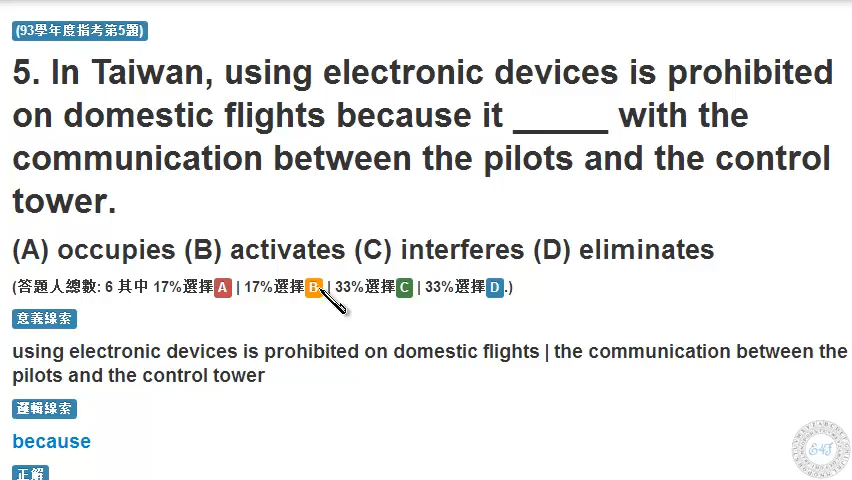 (93學年度指考第5題)
5. In Taiwan, using electronic devices is prohibited
on domestic flights because it _____ with the
communication between the pilots and the control
tower.
(A) occupies (B) activates (C) interferes (D) eliminates
(答題人總數: 6 其中 17%選擇A | 17%選擇B | 33%選擇C | 33%選擇D.)
意義線索
using electronic devices is prohibited on domestic flights | the communication between the
pilots and the control tower
邏輯線索
because
正解